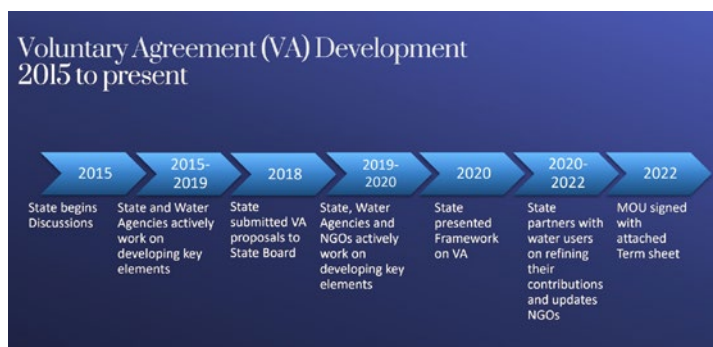 Voluntary Agreement (VA) Development
2015 to present
2015
2015-
2019
2018
2019-
2020
2020
2020-
2022
2022
State begins
Discussions
State and Water
Agencies actively
work on
developing key
elements
State
submitted VA
proposals to
State Board
State, Water
Agencies and
NGOs actively
work on
developing key
elements
State
presented
Framework
on VA
State
partners with
water users
on refining
their
contributions
and updates
NGOs
MOU signed
with
attached
Term sheet